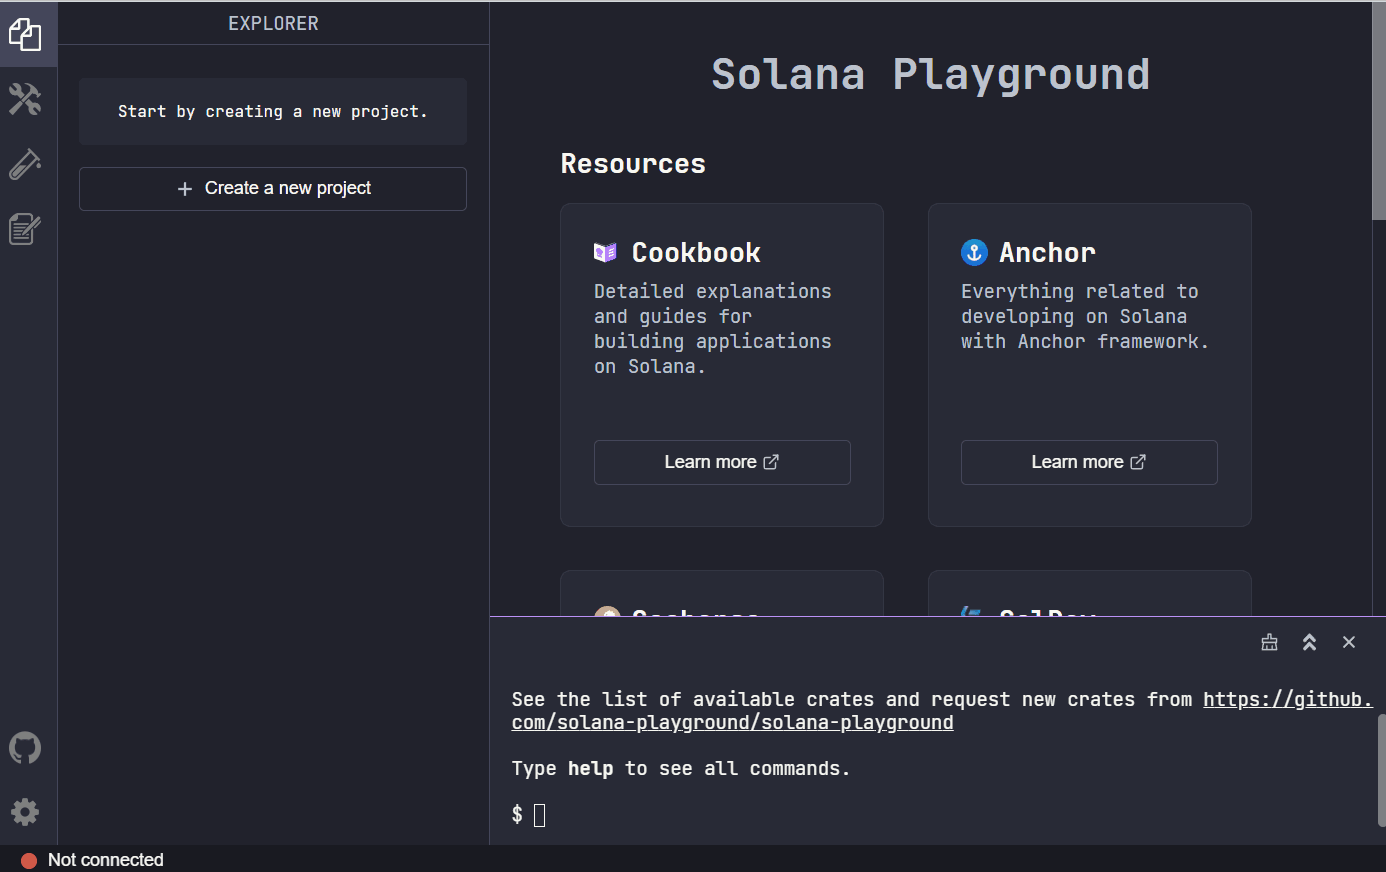 EXPLORER
Start by creating a new project.
Create a new project
Solana Playground
Resources
Cookbook
Detailed explanations
and guides for
building applications
on Solana.
Learn more
Anchor
Everything related to
developing on Solana
with Anchor framework.
Learn more
See the list of available crates and request new crates from https://github.
com/solana-playground/solana-playground
Type help to see all commands.
$
Not connected